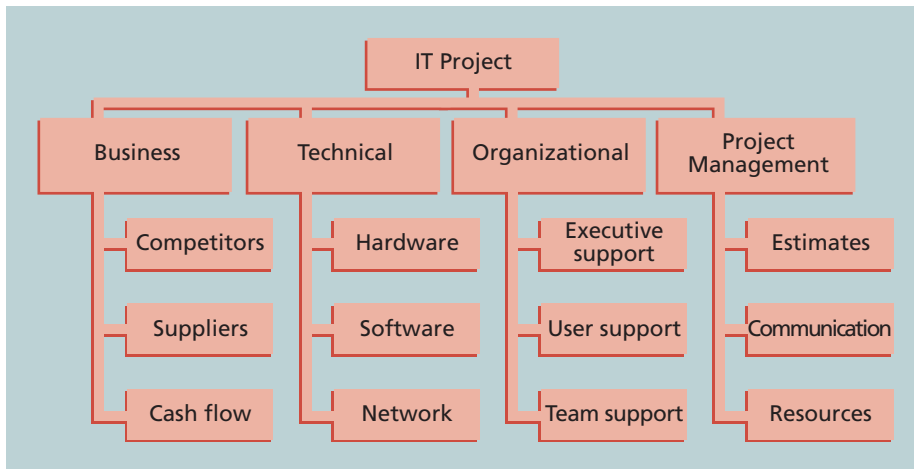 IT Project
Business
Technical
Organizational
Project
Management
Competitors
Hardware
Executive
support
Estimates
Suppliers
Software
User support
Communication
Cash flow
Network
Team support
Resources